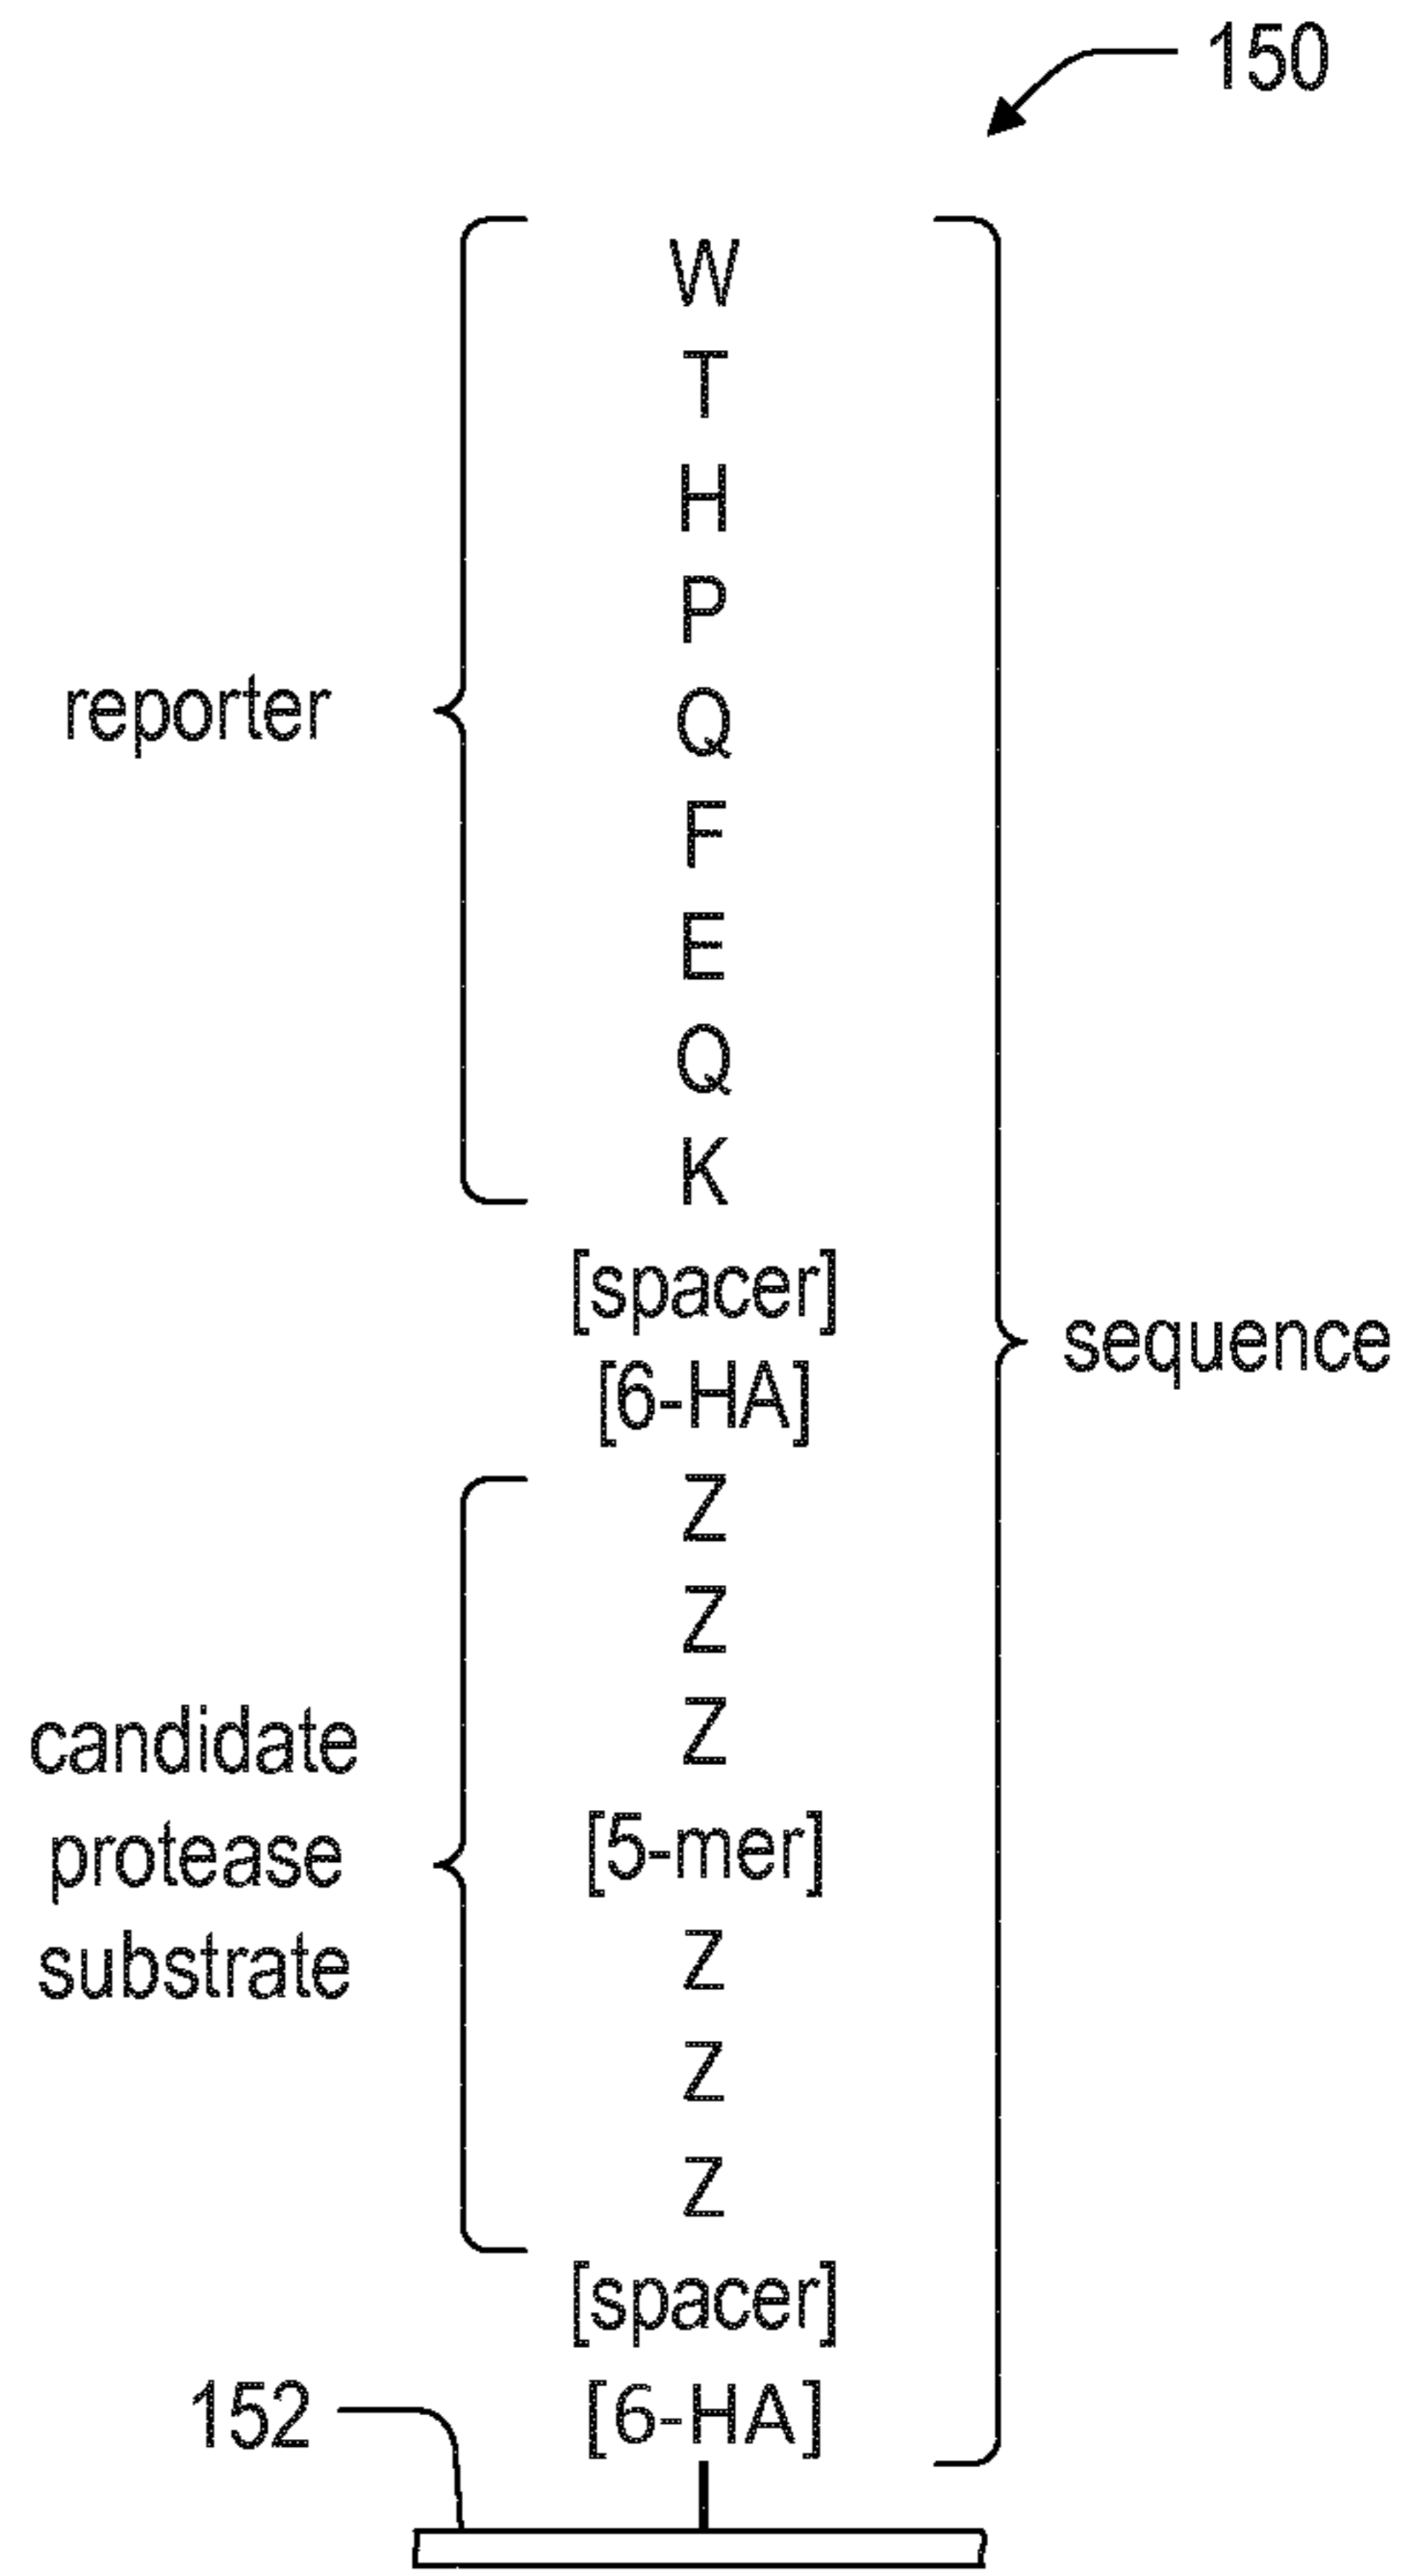 150
W
T
H
P
Q
F
E
Q
K
reporter
[spacer]
[6-HA]
sequence
Z
Z
Z
[5-mer]
Z
Z
Z
candidate
protease
substrate
[spacer]
[6-HA]
152